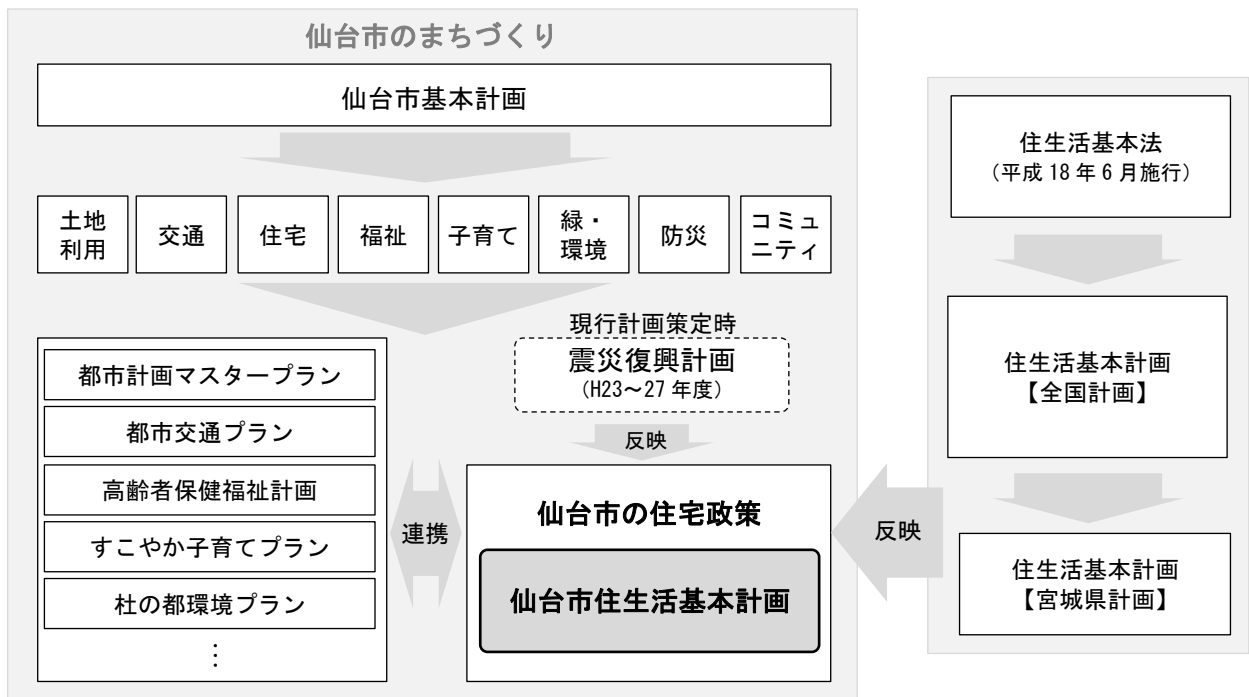 仙台市のまちづくり
仙台市基本計画
土地
利用
交通
住宅
福祉
子育て
緑・
環境
防災
コミュ
ニティ
都市計画マスタープラン
都市交通プラン
高齢者保健福祉計画
すこやか子育てプラン
杜の都環境プラン
⋮
連携
現行計画策定時
震災復興計画
（H23～27 年度）
反映
仙台市の住宅政策
仙台市住生活基本計画
反映
住生活基本法
（平成 18 年 6 月施行）
住生活基本計画
【全国計画】
住生活基本計画
【宮城県計画】